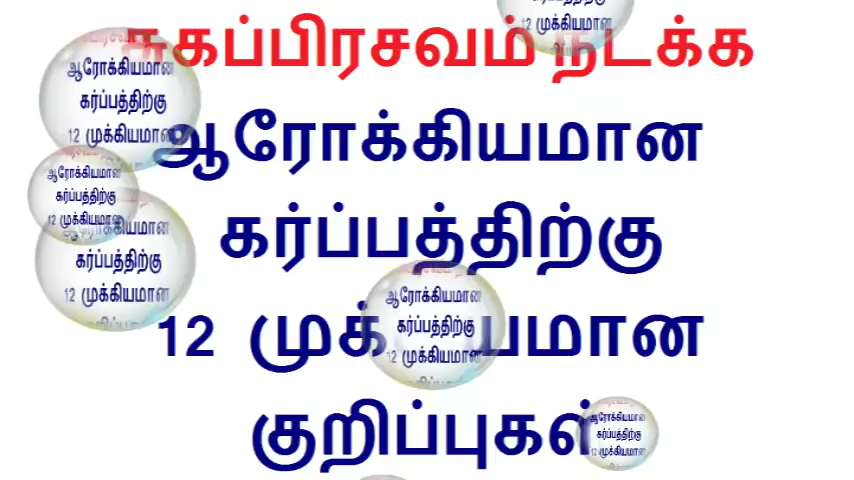 சுகப்பிரசவம் நடக்க
ஆரோக்கியமான
கர்ப்பத்திற்கு
12 முக்கியமான
குறிப்புகள்